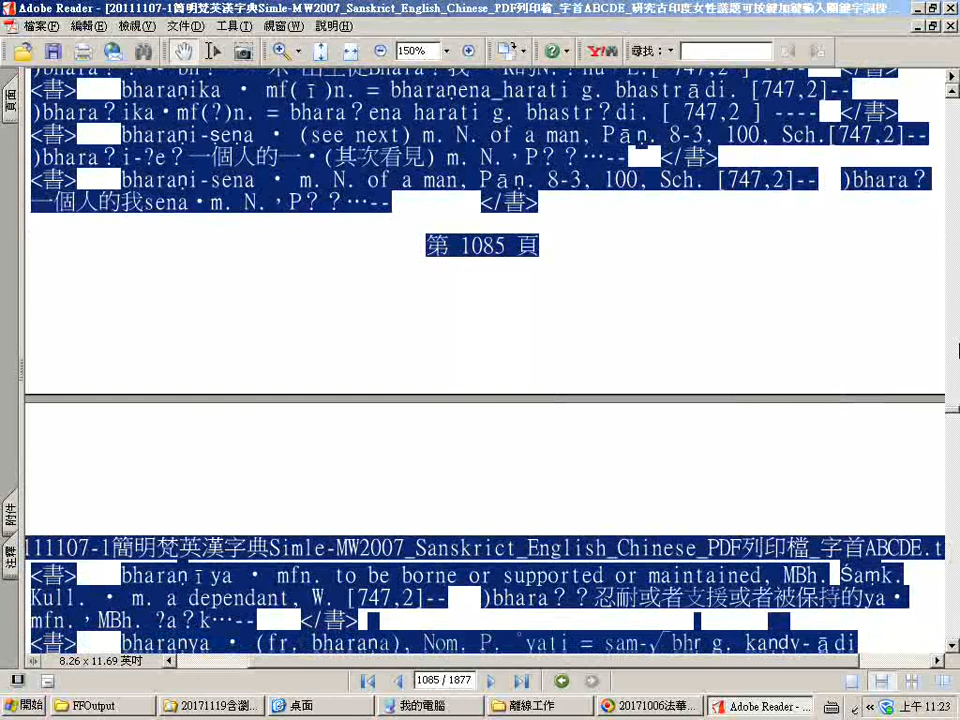 Adobe Reader - [20111107-1簡明梵英漢字典Simle-MW2007_Sanskrict_English_Chinese_PDF列印檔_字首ABCDE_研究古印度女性議題可按鍵加鍵輸入關鍵字詞搜
檔案(F) 編輯(E) 檢視(V) 文件(D) 工具(T) 視窗(W) 說明(H)
150% 尋找:
頁面
<書> bharaṇika • mf(ī)n. = bharaṇena_harati g. bhastrādi. [747,2]--
)bhara?ika•mf(?)n. = bhara?ena harati g. bhastr?di. [ 747,2 ] ---- </書>
<書> bharaṇi-ṣeṇa • (see next) m. N. of a man, Pāṇ. 8-3, 100, Sch.[747,2]--
)bhara?i-?e?一個人的一•(其次看見) m. N.，P??…-- </書>
<書> bharaṇi-sena • m. N. of a man, Pāṇ. 8-3, 100, Sch. [747,2]-- )bhara?
一個人的我sena•m. N.，P??…-- </書>
第 1085 頁
附件
注釋
111107-1簡明梵英漢字典Simle-MW2007_Sanskrict_English_Chinese_PDF列印檔_字首ABCDE.t
<書> bharaṇīya • mfn. to be borne or supported or maintained, MBh. Śaṃk.
Kull. • m. a dependant, W. [747,2]-- )bhara??忍耐或者支援或者被保持的ya•
mfn.，MBh. ?a?k…-- </書>
<書> bharaṇya • (fr. bharaṇa), Nom. P. °yati = sam-√bhṛ g. kaṇḍv-ādi
8.26 x 11.69 英吋
1085 / 1877
開始 FFOutput 20171119含瀏... 桌面 我的電腦 離線工作 20171006法華... Adobe Reader -... 上午 11:23